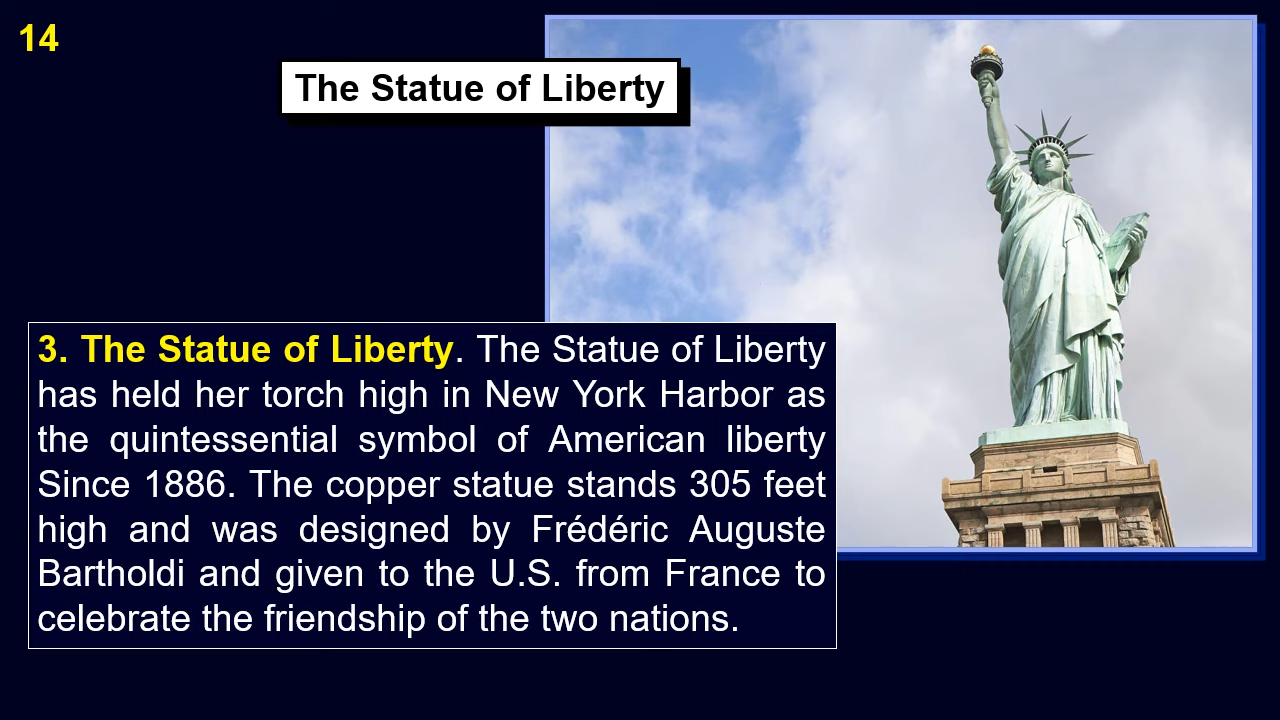 14
The Statue of Liberty
3. The Statue of Liberty. The Statue of Liberty
has held her torch high in New York Harbor as
the quintessential symbol of American liberty
Since 1886. The copper statue stands 305 feet
high and was designed by Frédéric Auguste
Bartholdi and given to the U.S. from France to
celebrate the friendship of the two nations.